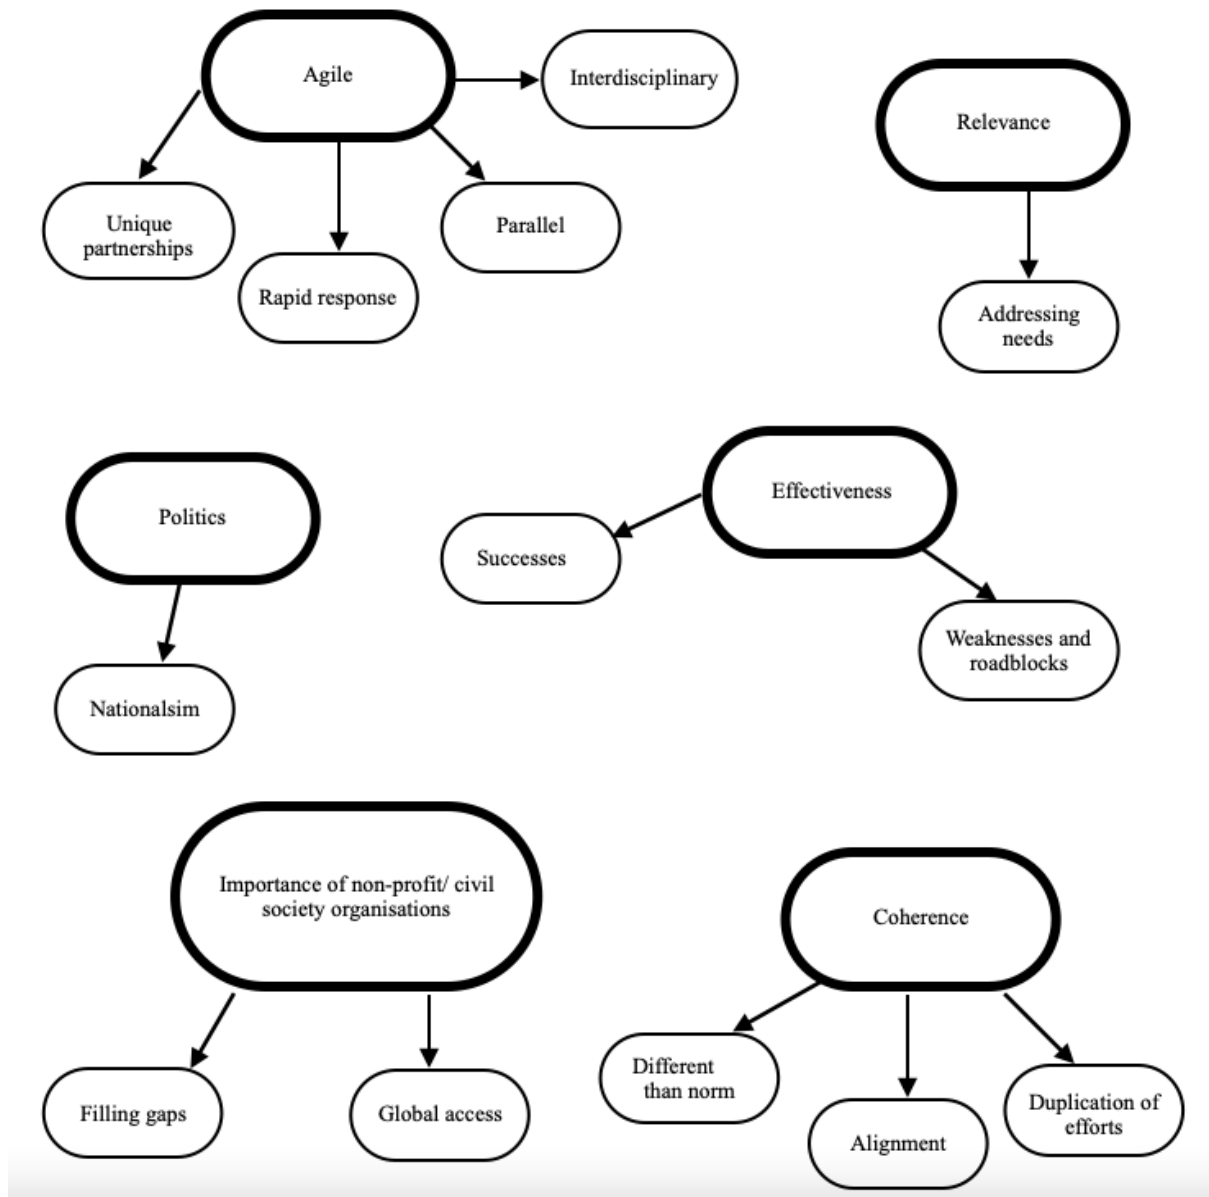 Agile
Interdisciplinary
Unique
partnerships
Rapid response
Parallel
Relevance
Addressing
needs
Politics
Nationalsim
Effectiveness
Successes
Weaknesses and
roadblocks
Importance of non-profit/ civil
society organisations
Filling gaps
Global access
Coherence
Different
than norm
Alignment
Duplication of
efforts